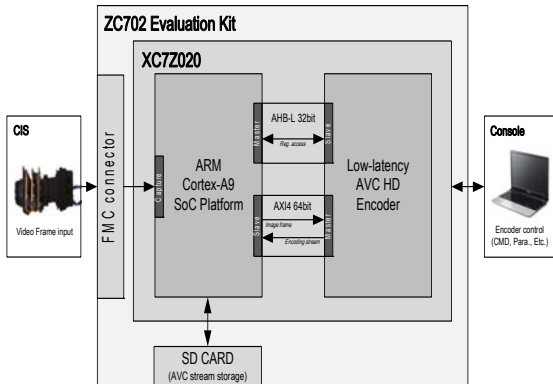 ZC702 Evaluation Kit
XC7Z020
CIS
Video Frame input
FMC connector
Capture
ARM
Cortex-A9
SoC Platform
Master
AHB-L 32bit
Reg. access
Slave
Slave
AXI4 64bit
Image frame
Encoding stream
Master
Low-latency
AVC HD
Encoder
Console
Encoder control
(CMD, Para., Etc.)
SD CARD
(AVC stream storage)